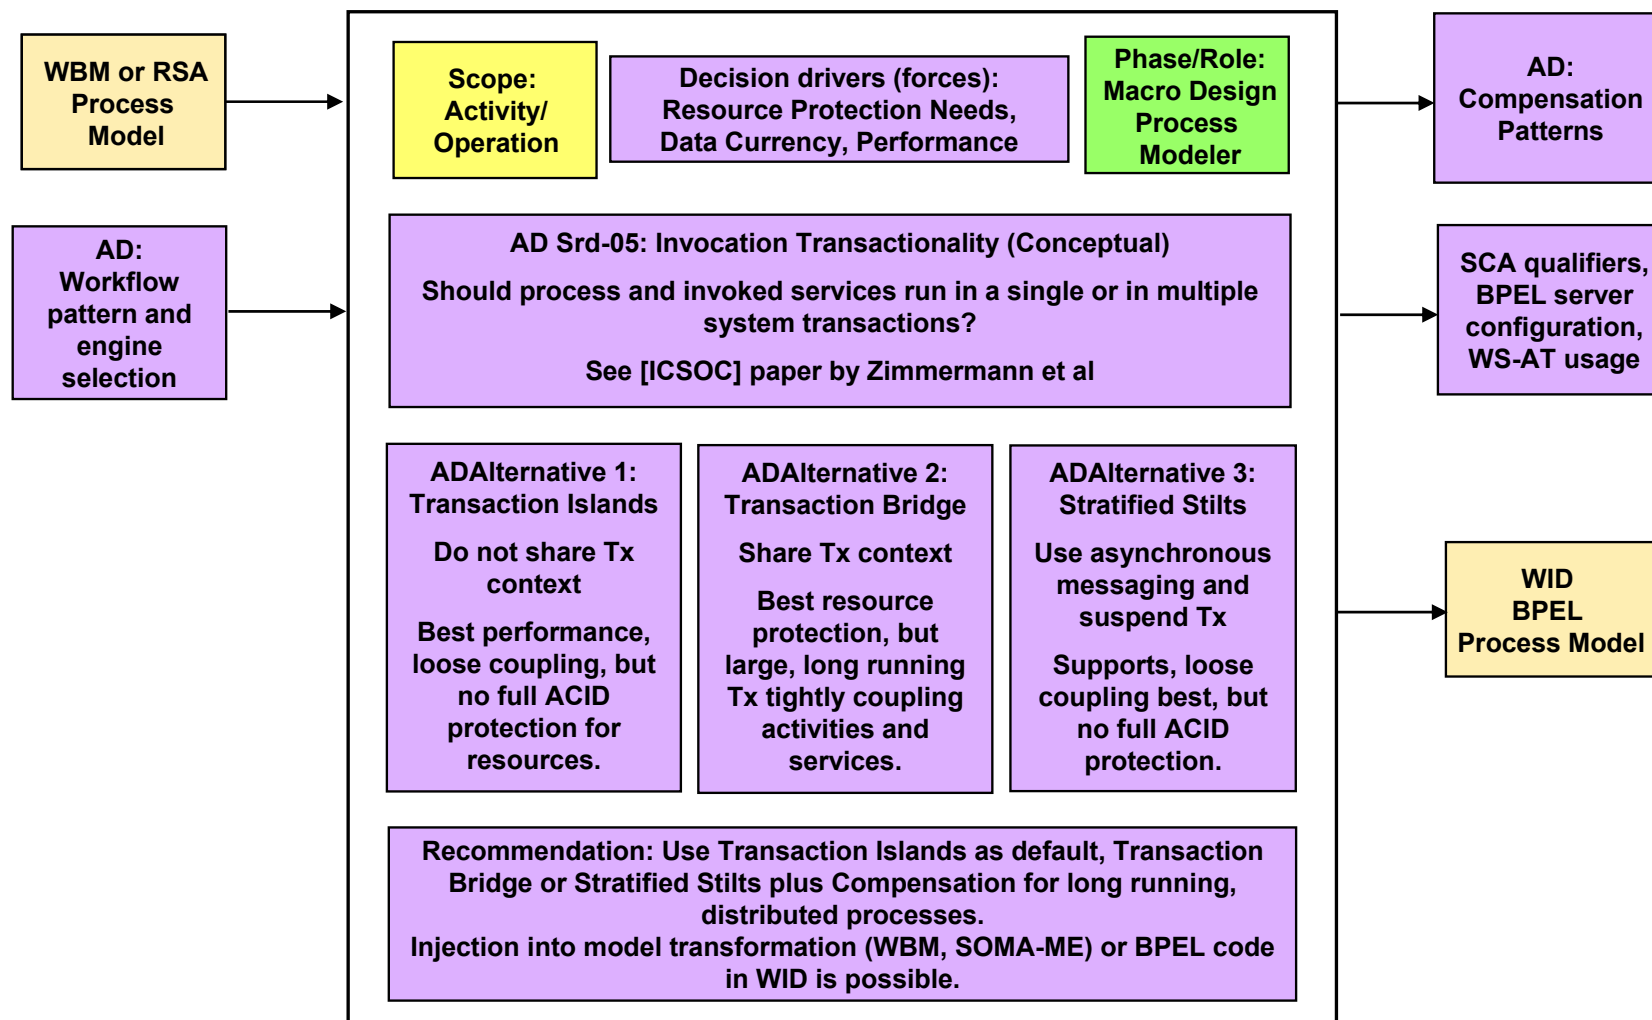 WBM or RSA
Process
Model
AD:
Workflow
pattern and
engine
selection
Scope:
Activity/
Operation
Decision drivers (forces):
Resource Protection Needs,
Data Currency, Performance
Phase/Role:
Macro Design
Process
Modeler
AD Srd-05: Invocation Transactionality (Conceptual)
Should process and invoked services run in a single or in multiple
system transactions?
See [ICSOC] paper by Zimmermann et al
ADAlternative 1:
Transaction Islands
Do not share Tx
context
Best performance,
loose coupling, but
no full ACID
protection for
resources.
ADAlternative 2:
Transaction Bridge
Share Tx context
Best resource
protection, but
large, long running
Tx tightly coupling
activities and
services.
ADAlternative 3:
Stratified Stilts
Use asynchronous
messaging and
suspend Tx
Supports, loose
coupling best, but
no full ACID
protection.
Recommendation: Use Transaction Islands as default, Transaction
Bridge or Stratified Stilts plus Compensation for long running,
distributed processes.
Injection into model transformation (WBM, SOMA-ME) or BPEL code
in WID is possible.
AD:
Compensation
Patterns
SCA qualifiers,
BPEL server
configuration,
WS-AT usage
WID
BPEL
Process Model